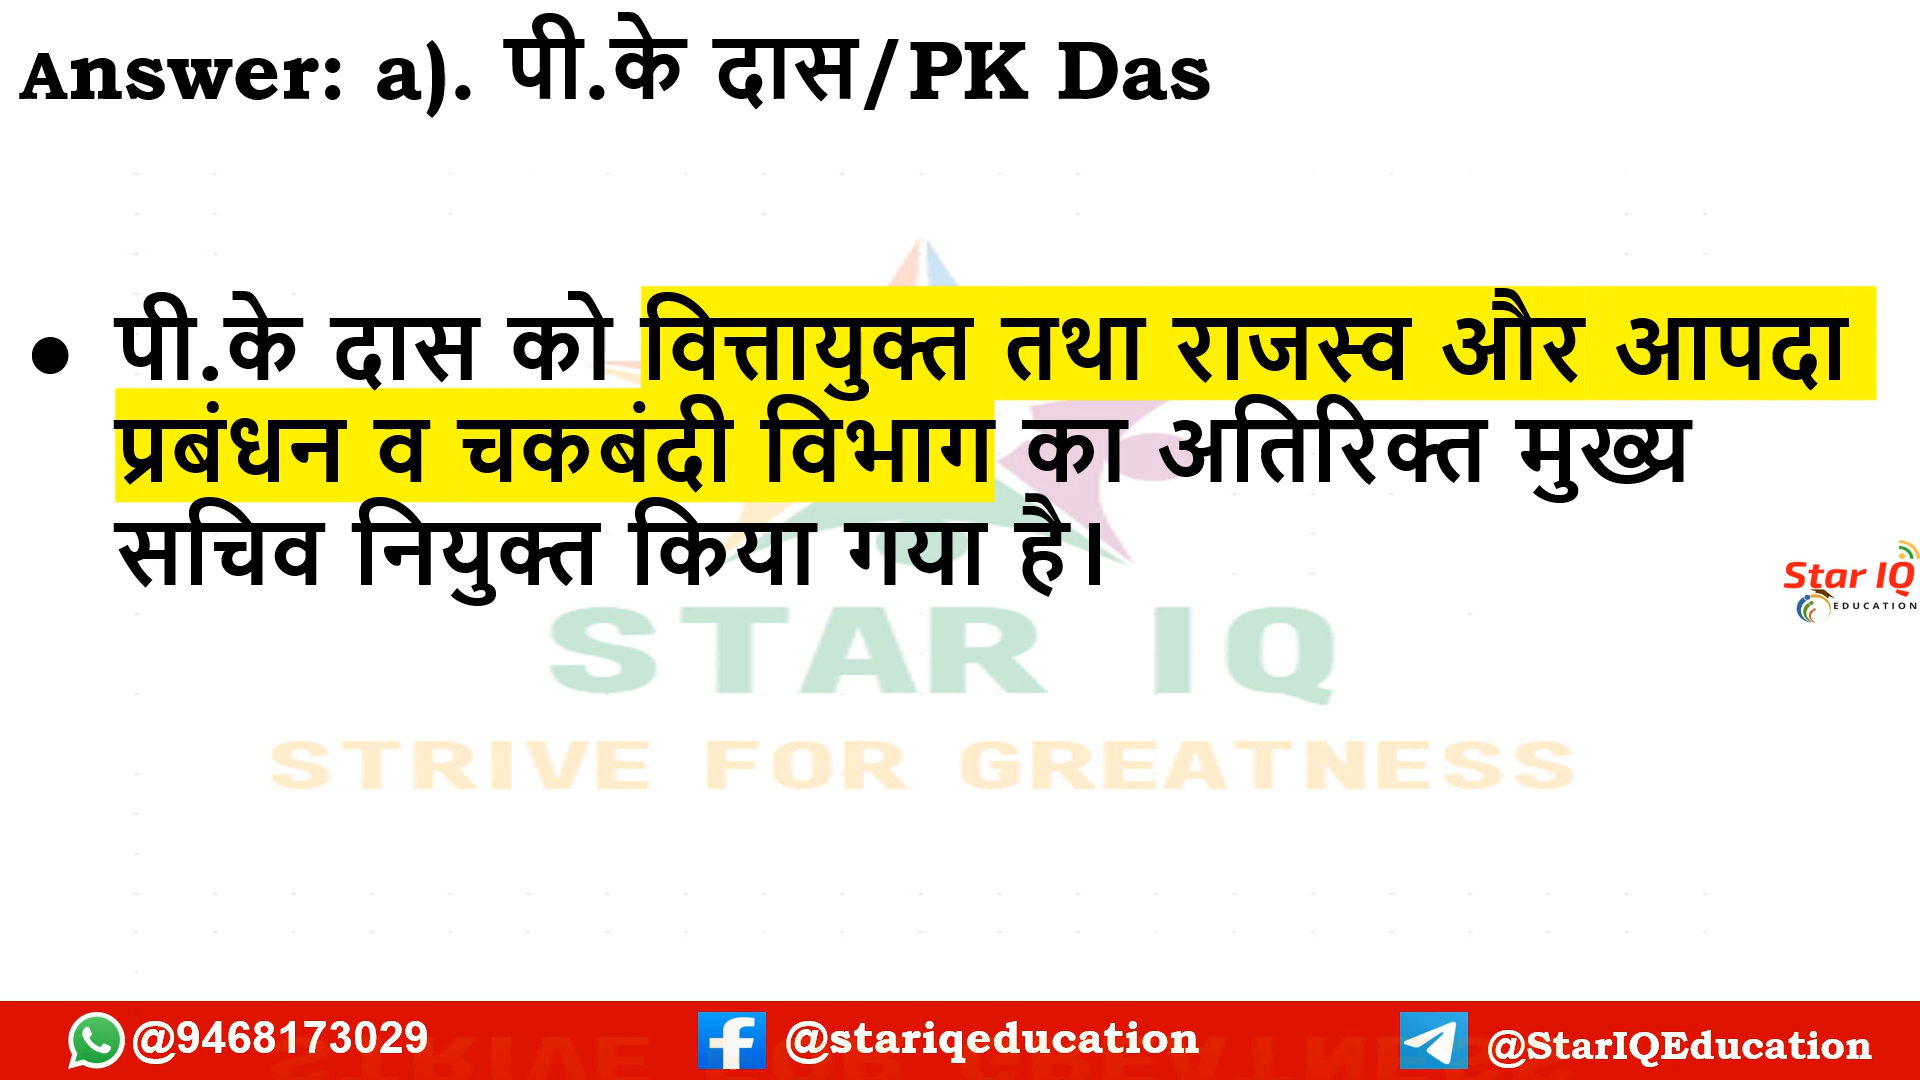 Answer: a). पी.के दास/PK Das
• पी.के दास को वित्तायुक्त तथा राजस्व और आपदा
प्रबंधन व चकबंदी विभाग का अतिरिक्त मुख्य
सचिव नियुक्त किया गया है।
Star IQ
EDUCATION
STAR IQ
STRIVE FOR GREATNESS
@9468173029
@stariqeducation
@StarIQEducation